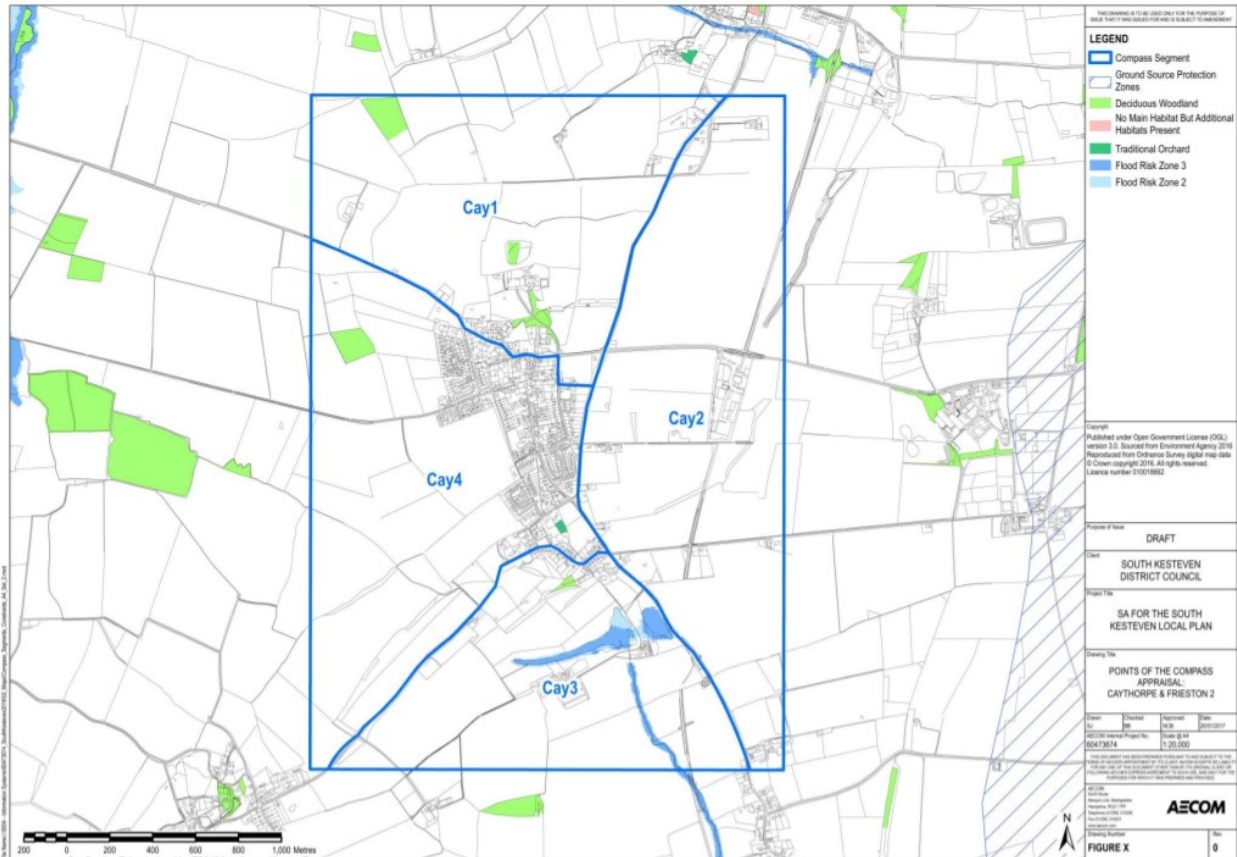 Cay1
Cay2
Cay4
Cay3
200 0 200 400 600 800 1,000 Metres
N
THIS DRAWING IS TO BE USED ONLY FOR THE PURPOSE OF
ISSUE THAT IT WAS ISSUED FOR AND IS SUBJECT TO AMENDMENT
LEGEND
Compass Segment
Ground Source Protection
Zones
Deciduous Woodland
No Main Habitat But Additional
Habitats Present
Traditional Orchard
Flood Risk Zone 3
Flood Risk Zone 2
Copyright
Published under Open Government License (OGL)
version 3.0. Sourced from Environment Agency 2016
Reproduced from Ordnance Survey digital map data
© Crown copyright 2016. All rights reserved.
Licence number 010018882
Purpose of Issue
DRAFT
Client
SOUTH KESTEVEN
DISTRICT COUNCIL
Project Title
SA FOR THE SOUTH
KESTEVEN LOCAL PLAN
Drawing Title
POINTS OF THE COMPASS
APPRAISAL:
CAYTHORPE & FRIESTON 2
Drawn Checked Approved Date
AECOM Internal Project No. Scale @ A4
60473674 1:20,000
AECOM
AECOM
Drawing Number Rev
FIGURE X 0